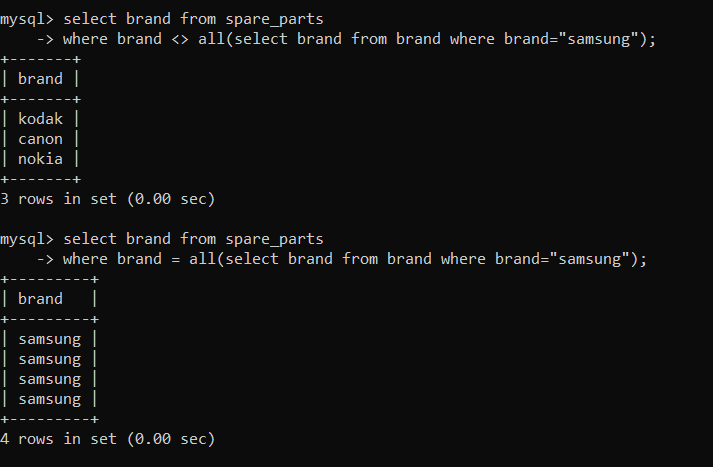 mysql> select brand from spare_parts
    -> where brand <> all(select brand from brand where brand="samsung");
+-------+
| brand |
+-------+
| kodak |
| canon |
| nokia |
+-------+
3 rows in set (0.00 sec)

mysql> select brand from spare_parts
    -> where brand = all(select brand from brand where brand="samsung");
+---------+
| brand   |
+---------+
| samsung |
| samsung |
| samsung |
| samsung |
+---------+
4 rows in set (0.00 sec)